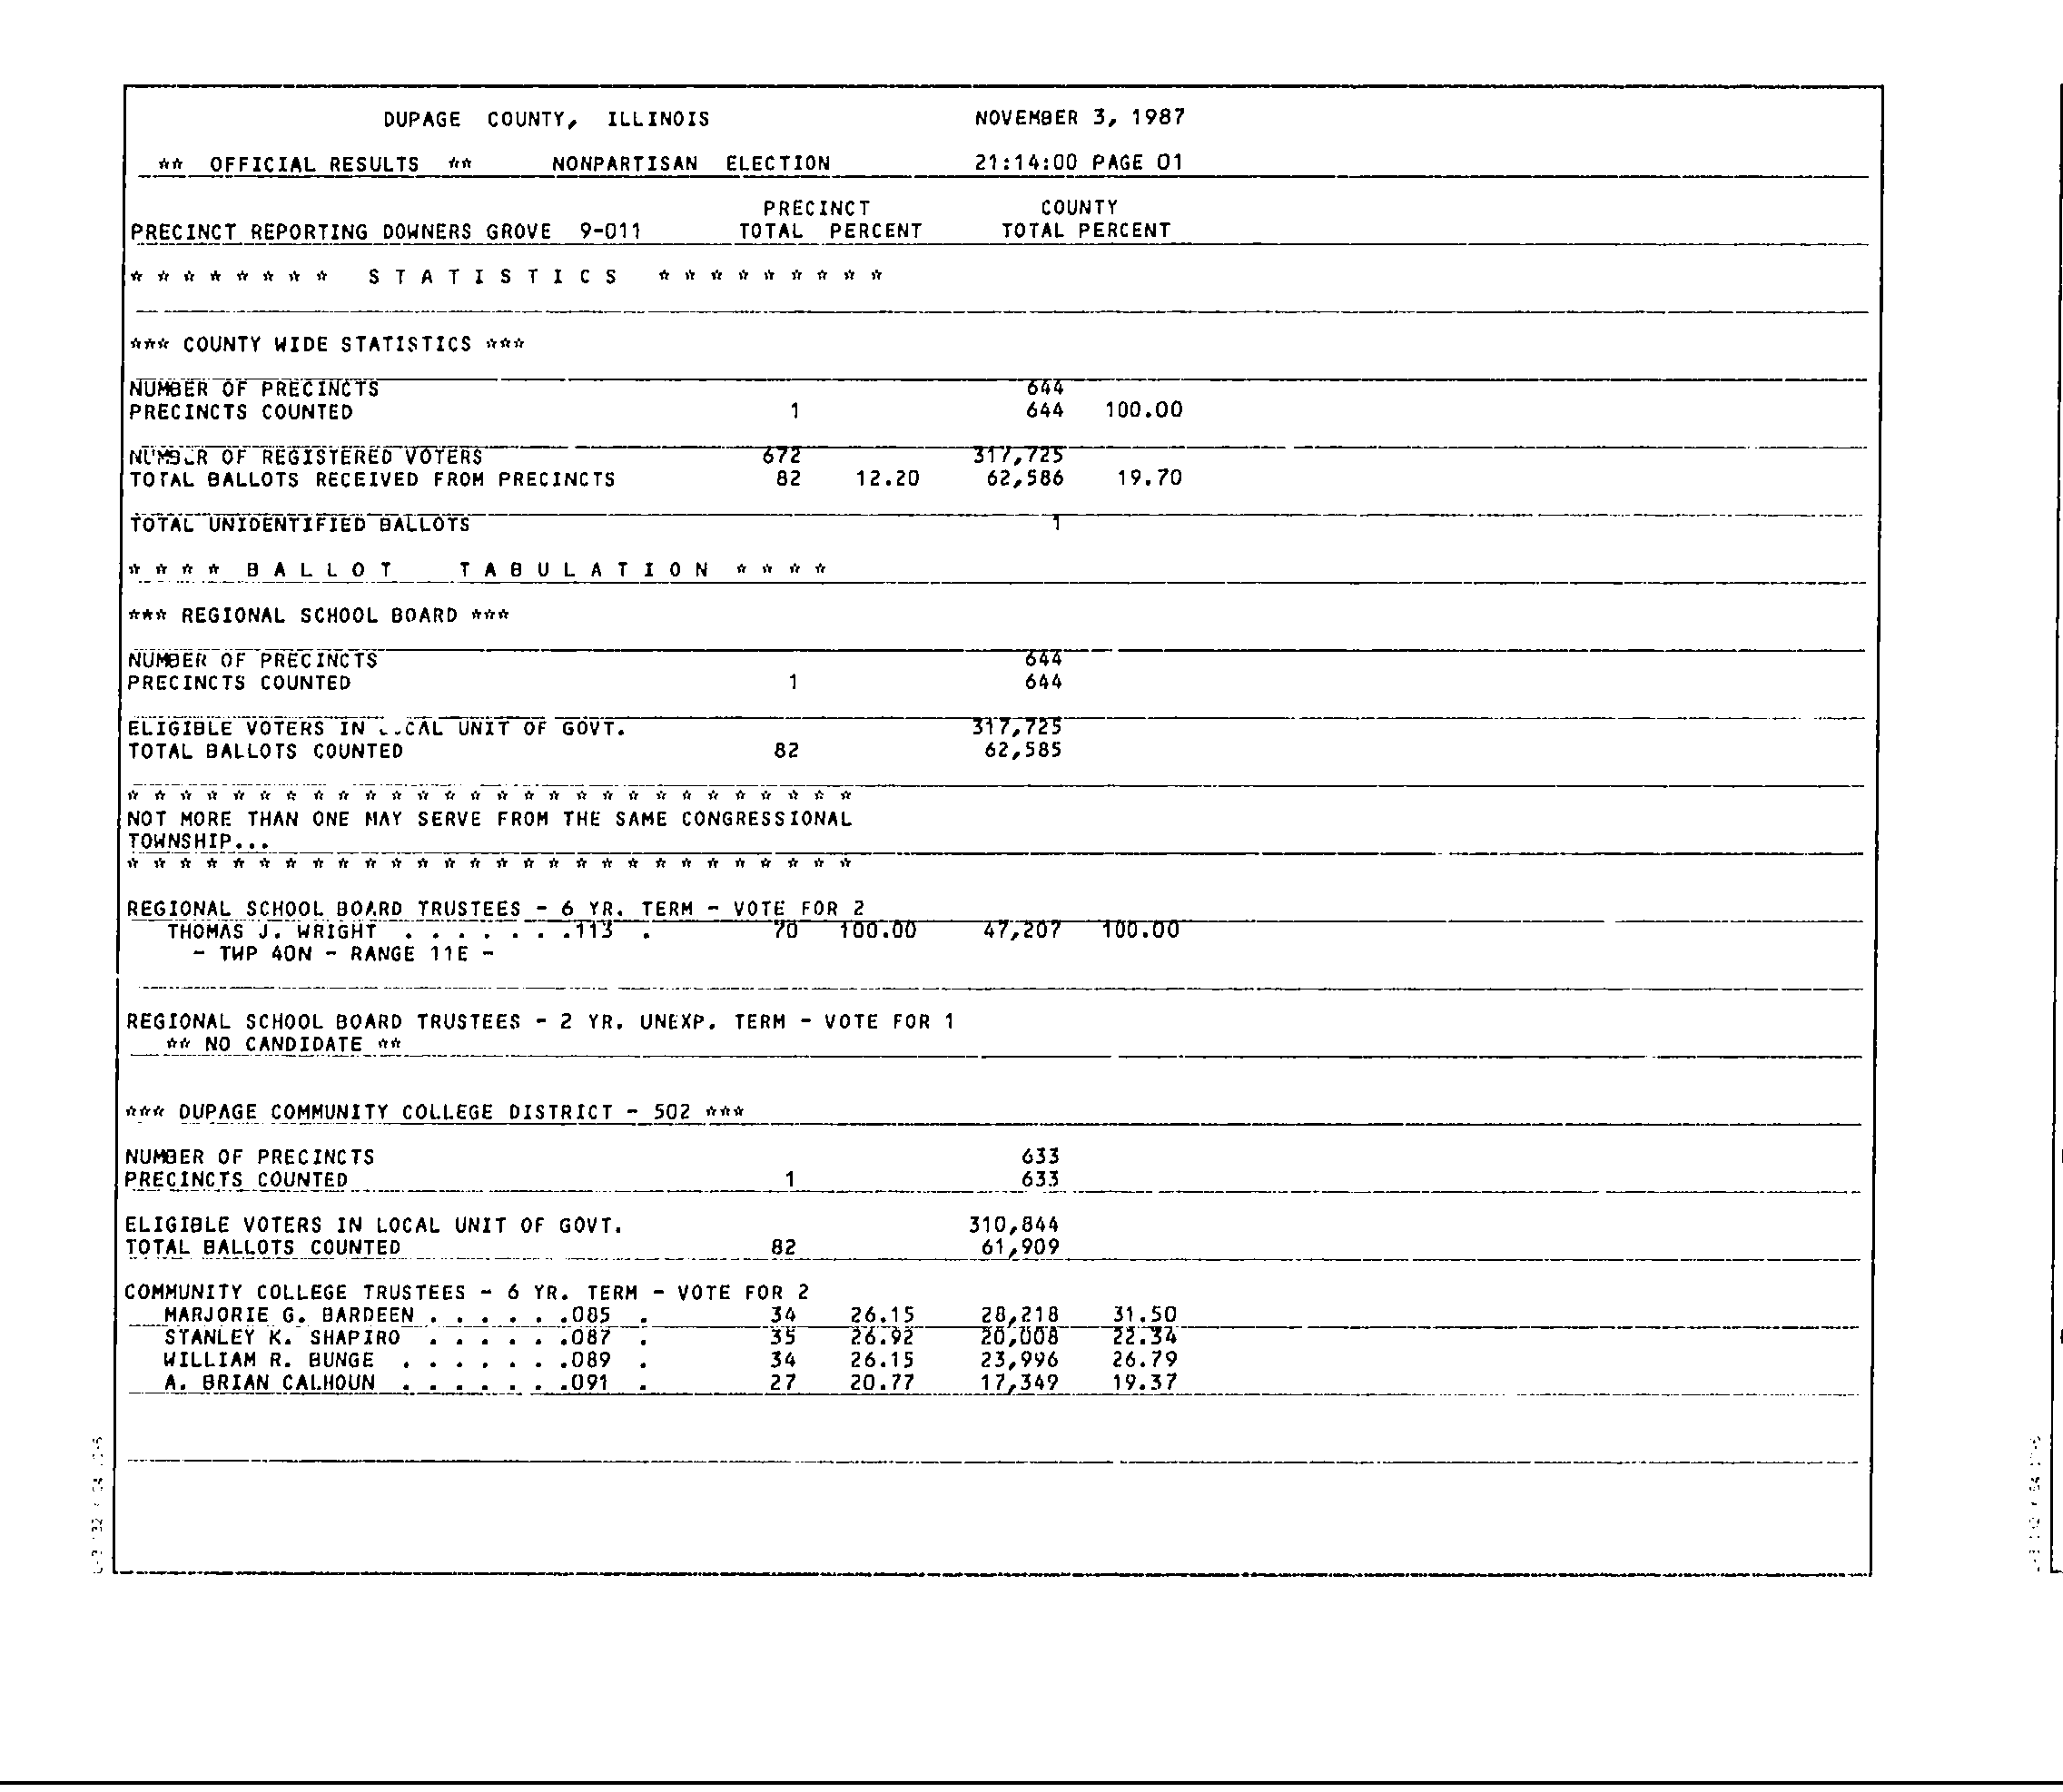 DUPAGE COUNTY, ILLINOIS NOVEMBER 3, 1987
** OFFICIAL RESULTS ** NONPARTISAN ELECTION 21:14:00 PAGE 01
PRECINCT COUNTY
PRECINCT REPORTING DOWNERS GROVE 9-011 TOTAL PERCENT TOTAL PERCENT
* * * * * * * * S T A T I S T I C S * * * * * * * * *
*** COUNTY WIDE STATISTICS ***
NUMBER OF PRECINCTS 644
PRECINCTS COUNTED 1 644 100.00
NUMBER OF REGISTERED VOTERS 672 317,725
TOTAL BALLOTS RECEIVED FROM PRECINCTS 82 12.20 62,586 19.70
TOTAL UNIDENTIFIED BALLOTS 1
* * * * B A L L O T T A B U L A T I O N * * * *
*** REGIONAL SCHOOL BOARD ***
NUMBER OF PRECINCTS 644
PRECINCTS COUNTED 1 644
ELIGIBLE VOTERS IN LOCAL UNIT OF GOVT. 317,725
TOTAL BALLOTS COUNTED 82 62,585
* * * * * * * * * * * * * * * * * * * * * * * * * * * *
NOT MORE THAN ONE MAY SERVE FROM THE SAME CONGRESSIONAL
TOWNSHIP...
* * * * * * * * * * * * * * * * * * * * * * * * * * * *
REGIONAL SCHOOL BOARD TRUSTEES - 6 YR. TERM - VOTE FOR 2
THOMAS J. WRIGHT . . . . . . .113 . 70 100.00 47,207 100.00
- TWP 40N - RANGE 11E -
REGIONAL SCHOOL BOARD TRUSTEES - 2 YR. UNEXP. TERM - VOTE FOR 1
** NO CANDIDATE **
*** DUPAGE COMMUNITY COLLEGE DISTRICT - 502 ***
NUMBER OF PRECINCTS 633
PRECINCTS COUNTED 1 633
ELIGIBLE VOTERS IN LOCAL UNIT OF GOVT. 310,844
TOTAL BALLOTS COUNTED 82 61,909
COMMUNITY COLLEGE TRUSTEES - 6 YR. TERM - VOTE FOR 2
MARJORIE G. BARDEEN . . . . . .085 . 34 26.15 28,218 31.50
STANLEY K. SHAPIRO . . . . . .087 . 35 26.92 20,008 22.34
WILLIAM R. BUNGE . . . . . . .089 . 34 26.15 23,996 26.79
A. BRIAN CALHOUN . . . . . . .091 . 27 20.77 17,349 19.37